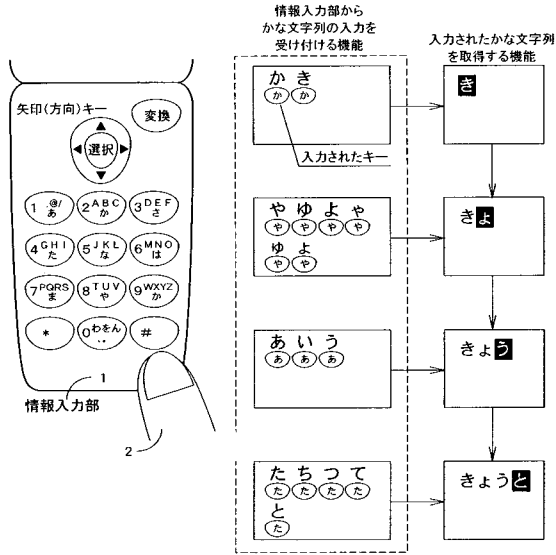 情報入力部から
かな文字列の入力を
受け付ける機能
入力されたかな文字列
を取得する機能
矢印(方向)キー
変換
選択
1 .@/ あ
2 ABC か
3 DEF さ
4 GHI た
5 JKL な
6 MNO は
7 PQRS ま
8 TUV や
9 WXYZ か
*
0 わをん
#
1
情報入力部
2
か き
か か
入力されたキー
き
や ゆ よ ゃ
や や や や
ゅ ょ
や や
きょ
あ い う
あ あ あ
きょう
た ち つ て
た た た た
と
た
きょうと